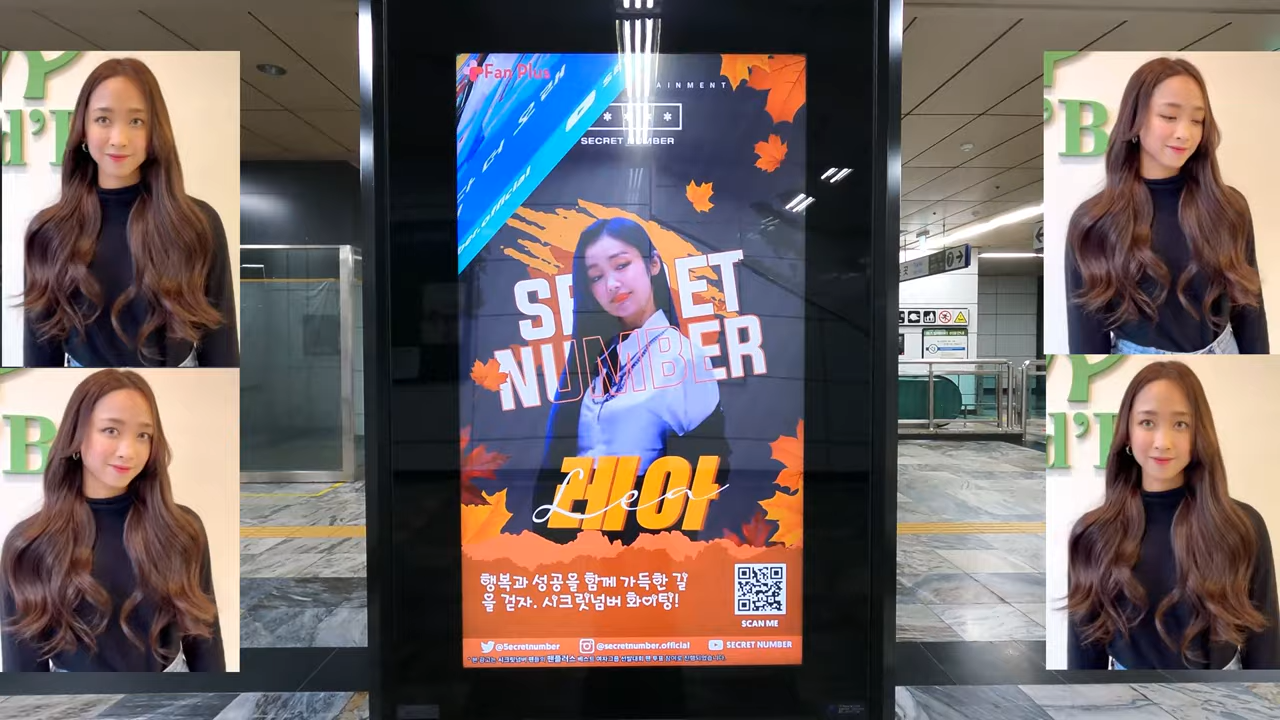 Fan Plus
SECRET NUMBER
SECRET
NUMBER
레아
Lea
행복과 성공을 함께 가득한 길
을 걷자. 시크릿넘버 화이팅!
SCAN ME
@5ecretnumber
@secretnumber.official
SECRET NUMBER